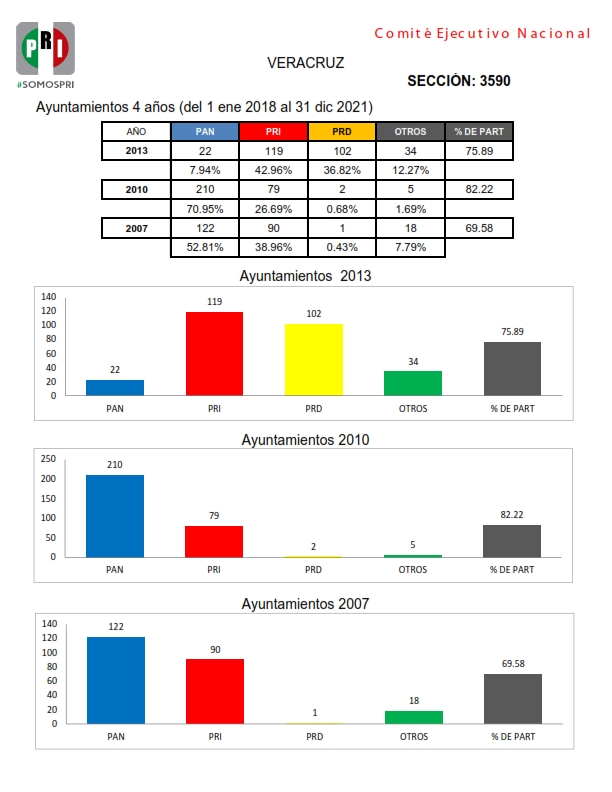 Comité Ejecutivo Nacional
PRI
#SOMOSPRI
VERACRUZ
SECCIÓN: 3590
Ayuntamientos 4 años (del 1 ene 2018 al 31 dic 2021)
AÑO PAN PRI PRD OTROS % DE PART
2013 22 119 102 34 75.89
7.94% 42.96% 36.82% 12.27%
2010 210 79 2 5 82.22
70.95% 26.69% 0.68% 1.69%
2007 122 90 1 18 69.58
52.81% 38.96% 0.43% 7.79%
Ayuntamientos 2013
140
120
100
80
60
40
20
0
22 119 102 34 75.89
PAN PRI PRD OTROS % DE PART
Ayuntamientos 2010
250
200
150
100
50
0
210 79 2 5 82.22
PAN PRI PRD OTROS % DE PART
Ayuntamientos 2007
140
120
100
80
60
40
20
0
122 90 1 18 69.58
PAN PRI PRD OTROS % DE PART